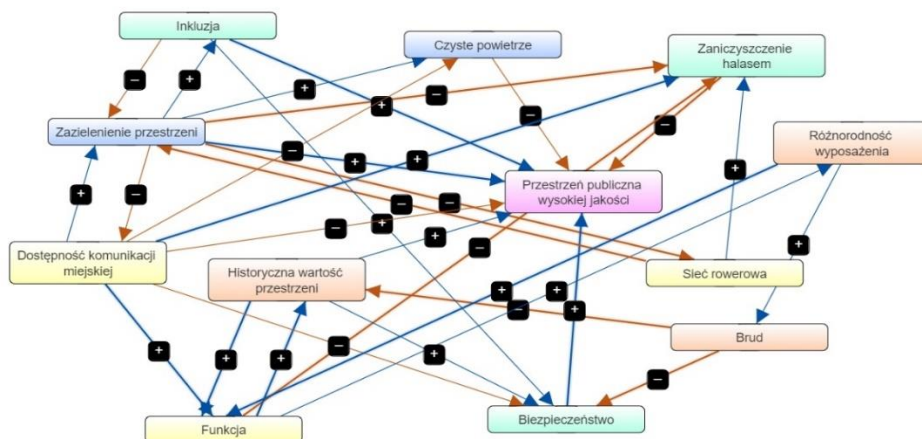 Inkluzja
Czyste powietrze
Zaniczyszczenie
halasem
−
+
+
−
+
−
Zazielenienie przestrzeni
Różnorodność
wyposażenia
−
−
+
+
+
Przestrzeń publiczna
wysokiej jakości
+
−
−
−
−
+
+
−
+
Dostępność komunikacji
miejskiej
Historyczna wartość
przestrzeni
Sieć rowerowa
+
+
−
+
Brud
+
+
+
−
+
−
Funkcja
Biezpieczeństwo